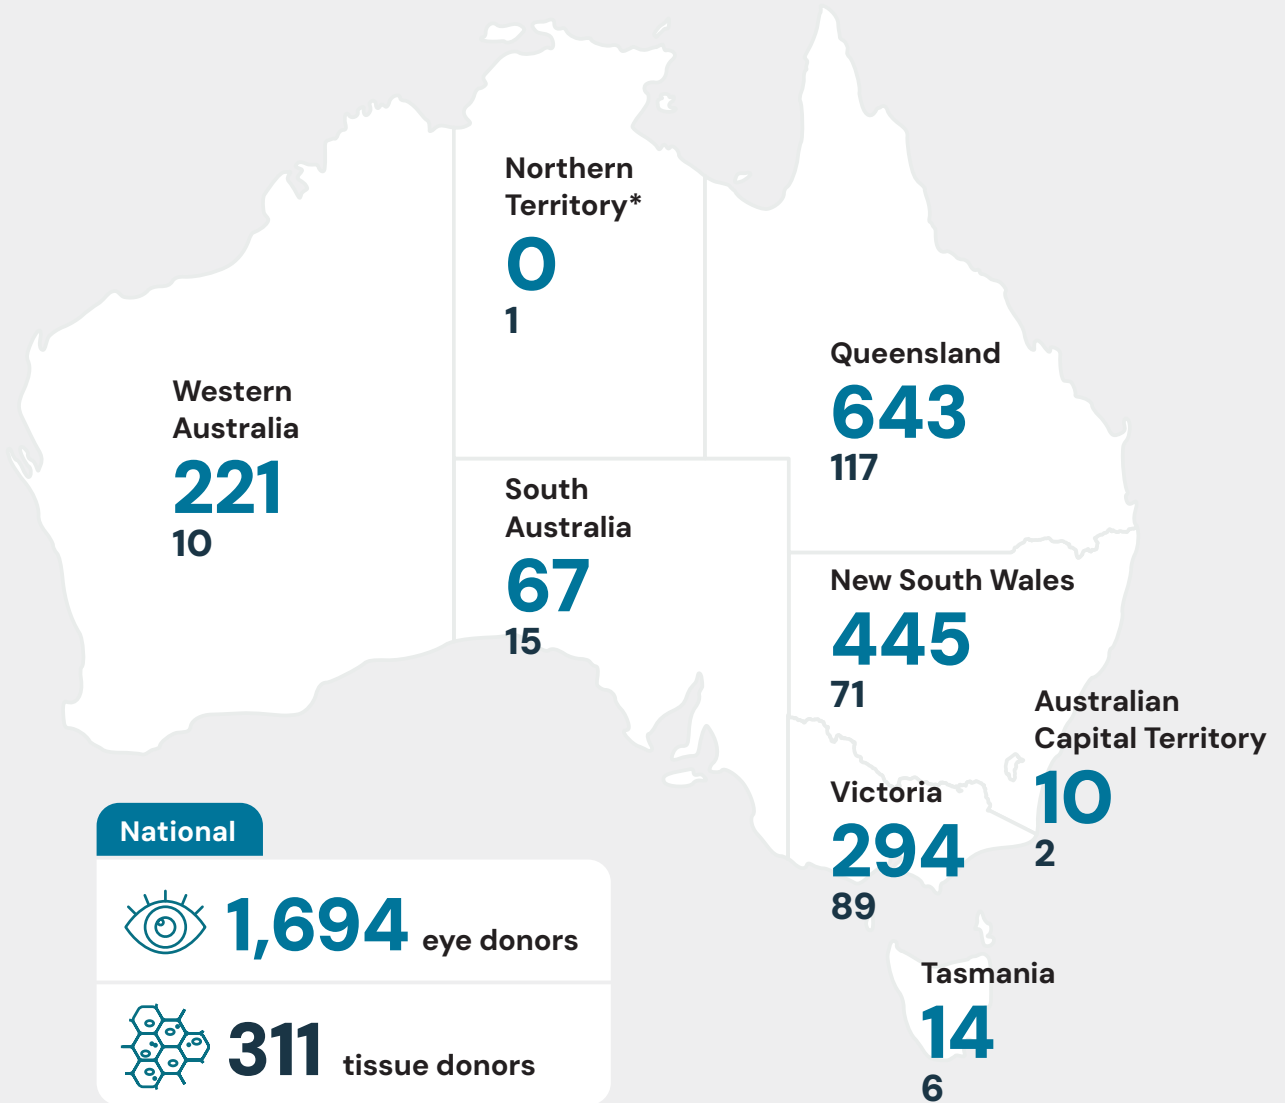 Northern
Territory*
0
1
Queensland
643
117
Western
Australia
221
10
South
Australia
67
15
New South Wales
445
71
Australian
Capital Territory
10
2
Victoria
294
89
Tasmania
14
6
National
1,694 eye donors
311 tissue donors